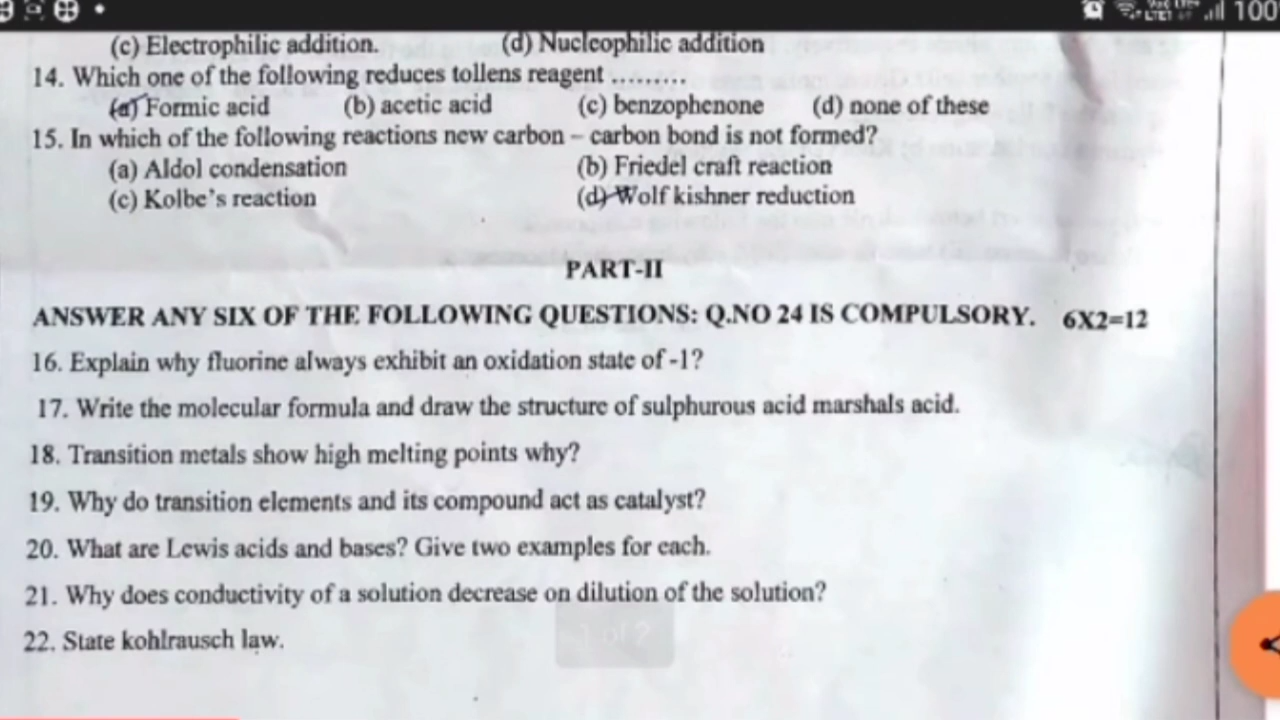 100
(c) Electrophilic addition. (d) Nucleophilic addition
14. Which one of the following reduces tollens reagent .........
(a) Formic acid (b) acetic acid (c) benzophenone (d) none of these
15. In which of the following reactions new carbon – carbon bond is not formed?
(a) Aldol condensation (b) Friedel craft reaction
(c) Kolbe's reaction (d) Wolf kishner reduction
PART-II
ANSWER ANY SIX OF THE FOLLOWING QUESTIONS: Q.NO 24 IS COMPULSORY. 6X2=12
16. Explain why fluorine always exhibit an oxidation state of -1?
17. Write the molecular formula and draw the structure of sulphurous acid marshals acid.
18. Transition metals show high melting points why?
19. Why do transition elements and its compound act as catalyst?
20. What are Lewis acids and bases? Give two examples for each.
21. Why does conductivity of a solution decrease on dilution of the solution?
22. State kohlrausch law.
1 of 2